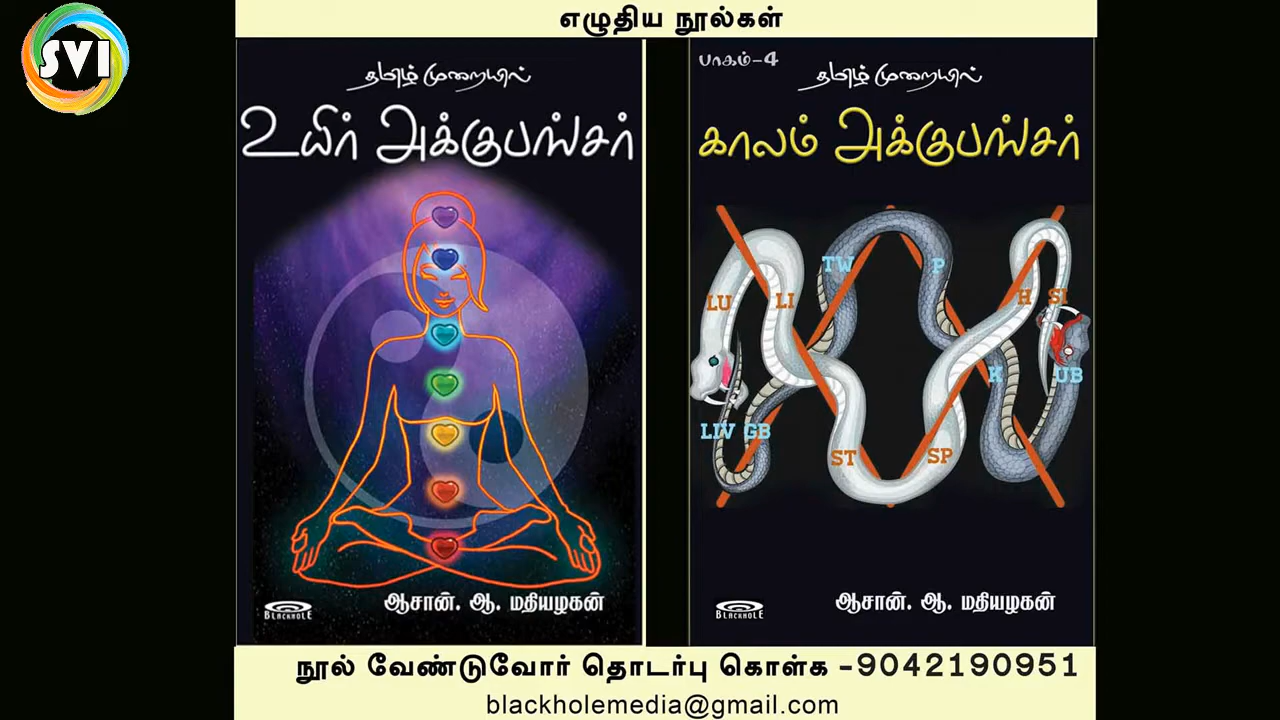 SVI
எழுதிய நூல்கள்
தமிழ் முறையில்
உயிர் அக்குபங்சர்
BLACKHOLE
ஆசான். ஆ. மதியழகன்
பாகம்-4
தமிழ் முறையில்
காலம் அக்குபங்சர்
TW
P
LU
LI
H
SI
K
UB
LIV
GB
ST
SP
BLACKHOLE
ஆசான். ஆ. மதியழகன்
நூல் வேண்டுவோர் தொடர்பு கொள்க -9042190951
blackholemedia@gmail.com